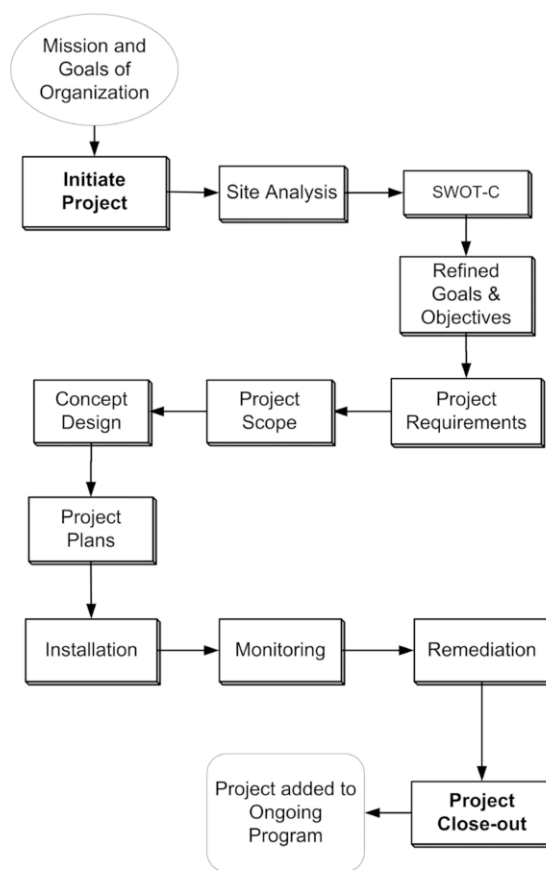 Mission and
Goals of
Organization
Initiate
Project
Site Analysis
SWOT-C
Refined
Goals &
Objectives
Project
Requirements
Project
Scope
Concept
Design
Project
Plans
Installation
Monitoring
Remediation
Project
Close-out
Project added to
Ongoing
Program